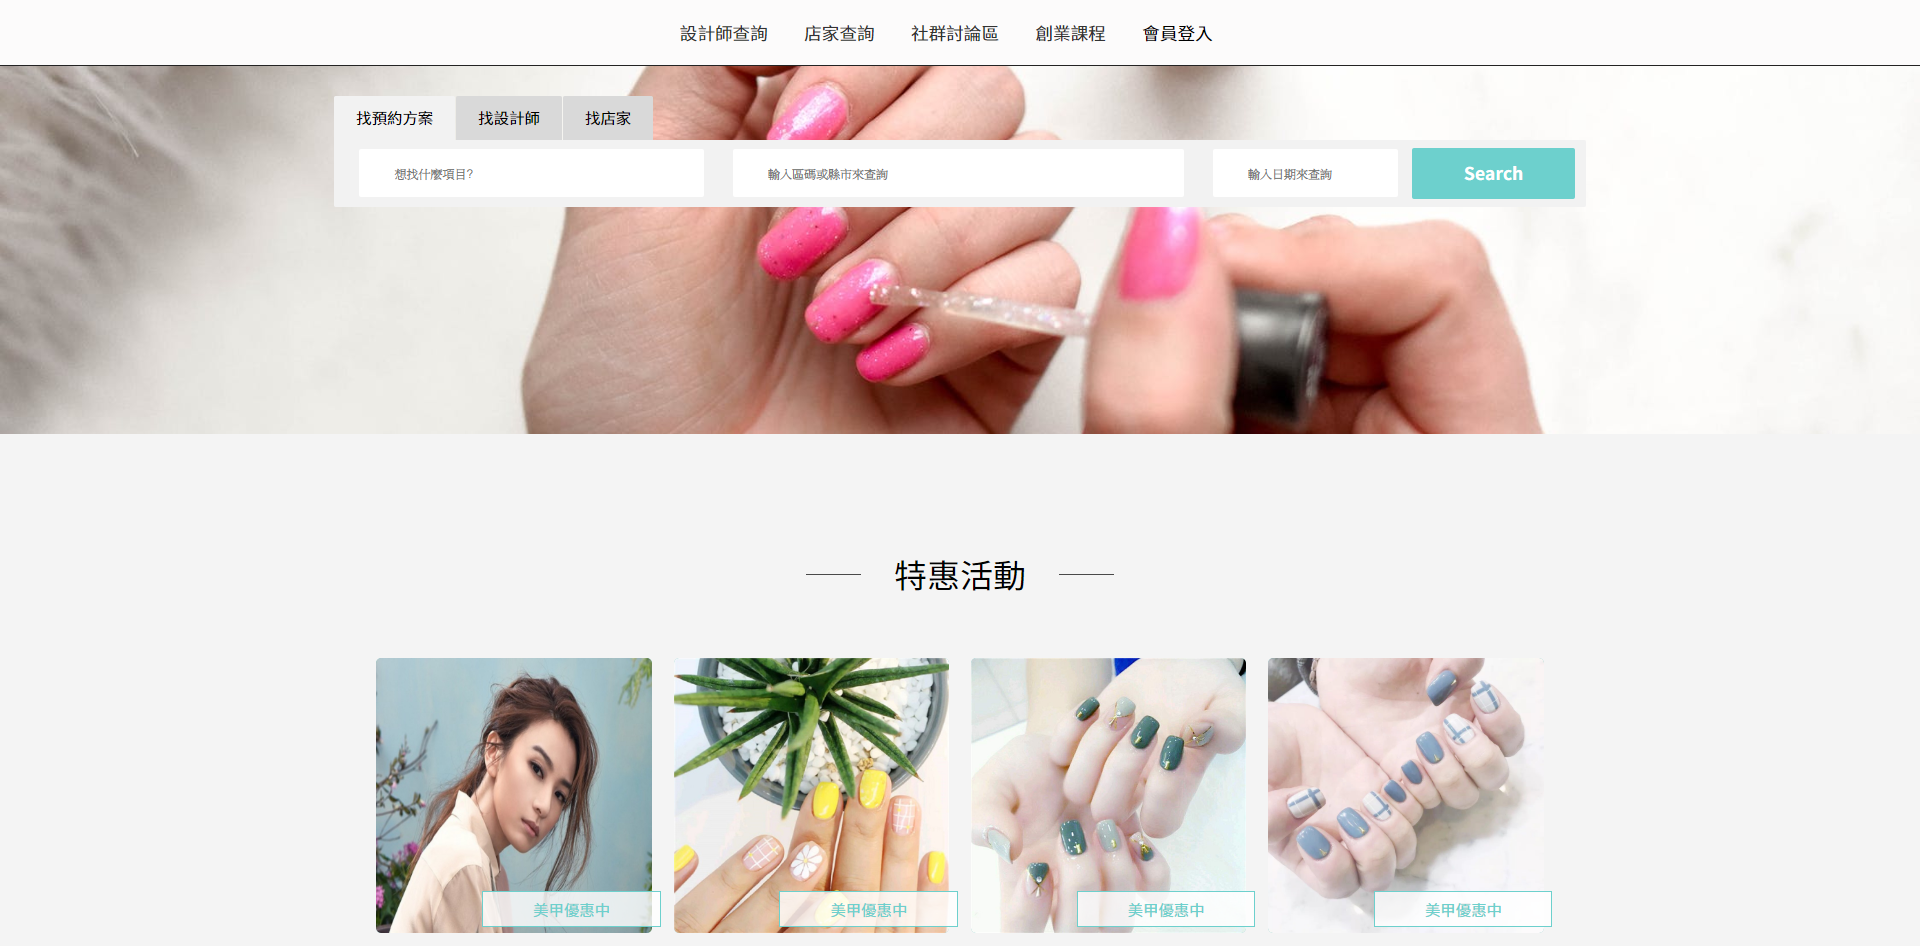 設計師查詢 店家查詢 社群討論區 創業課程 會員登入
找預約方案 找設計師 找店家
想找什麼項目? 輸入區碼或縣市來查詢 輸入日期來查詢 Search
特惠活動
美甲優惠中 美甲優惠中 美甲優惠中 美甲優惠中